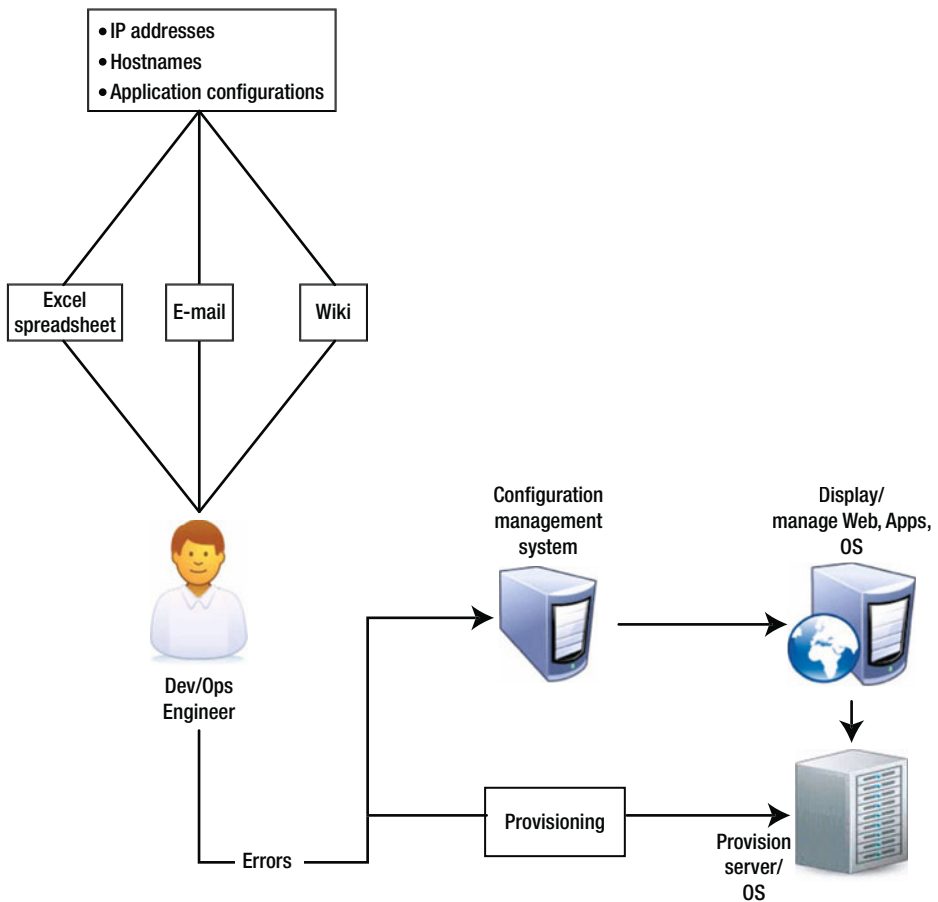 • IP addresses
• Hostnames
• Application configurations
Excel
spreadsheet
E-mail
Wiki
Dev/Ops
Engineer
Errors
Configuration
management
system
Display/
manage Web, Apps,
OS
Provisioning
Provision
server/
OS